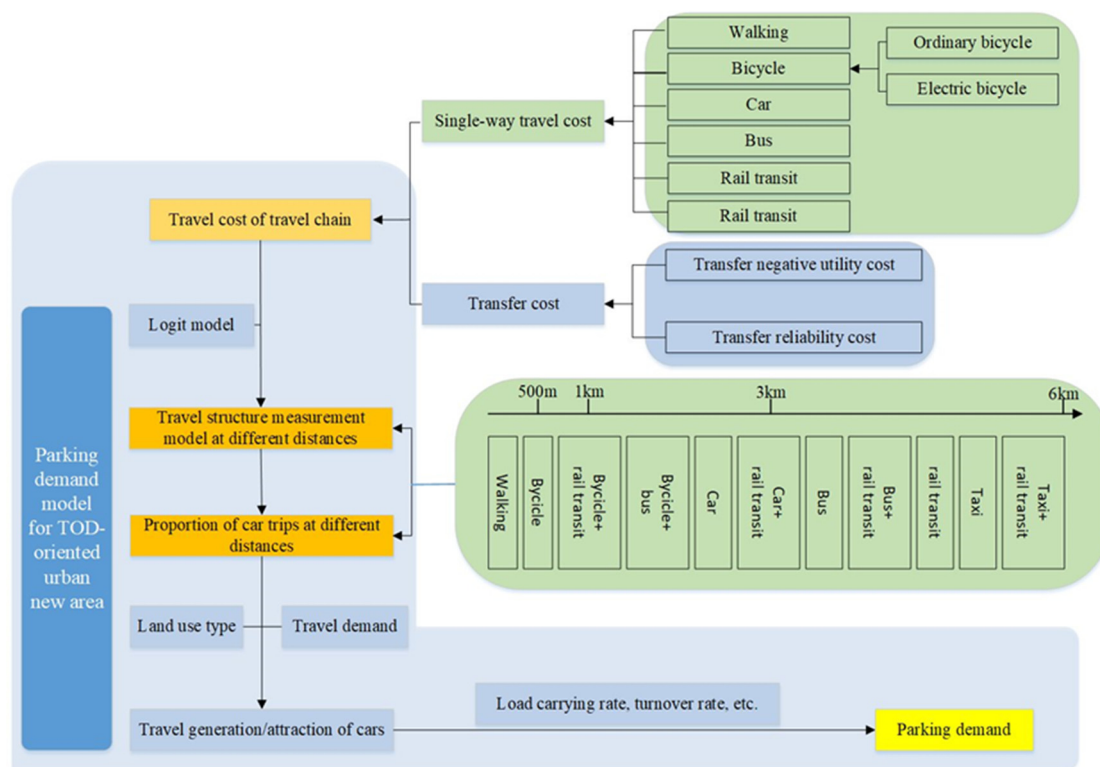 Walking
Bicycle
Car
Bus
Rail transit
Rail transit
Ordinary bicycle
Electric bicycle
Single-way travel cost
Travel cost of travel chain
Transfer negative utility cost
Transfer cost
Transfer reliability cost
Logit model
500m
1km
3km
6km
Travel structure measurement
model at different distances
Walking
Bycicle
Bycicle+
rail transit
Bycicle+
bus
Car
Car+
rail transit
Bus
Bus+
rail transit
rail transit
Taxi
Taxi+
rail transit
Proportion of car trips at different
distances
Parking
demand
model
for TOD-
oriented
urban
new area
Land use type
Travel demand
Travel generation/attraction of cars
Load carrying rate, turnover rate, etc.
Parking demand